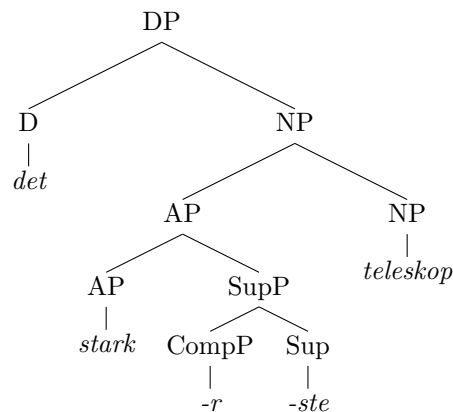 DP
D NP
det
AP NP
teleskop
AP SupP
stark CompP Sup
-r -ste